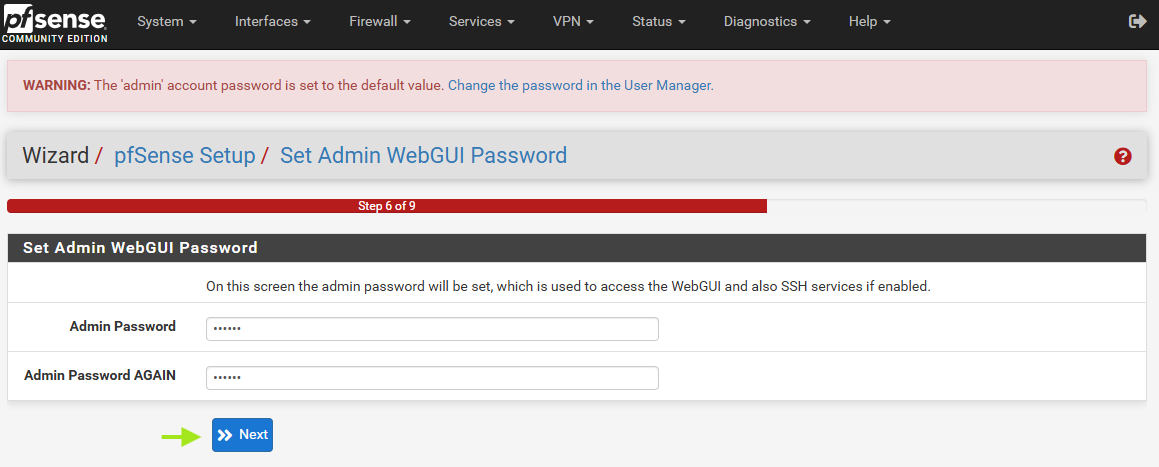 pfsense System Interfaces Firewall Services VPN Status Diagnostics Help
COMMUNITY EDITION
WARNING: The 'admin' account password is set to the default value. Change the password in the User Manager.
Wizard / pfSense Setup / Set Admin WebGUI Password
Step 6 of 9
Set Admin WebGUI Password
On this screen the admin password will be set, which is used to access the WebGUI and also SSH services if enabled.
Admin Password ••••••
Admin Password AGAIN ••••••
Next